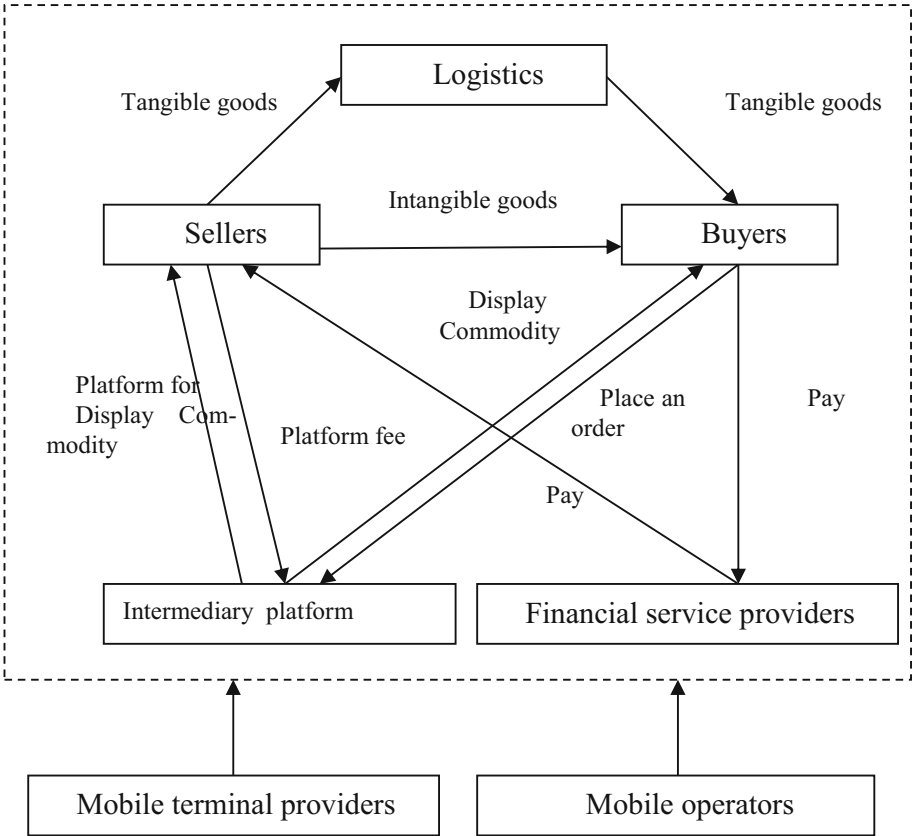 Logistics
Tangible goods
Tangible goods
Intangible goods
Sellers
Buyers
Display
Commodity
Platform for
Display Com-
modity
Platform fee
Place an
order
Pay
Pay
Intermediary platform
Financial service providers
Mobile terminal providers
Mobile operators